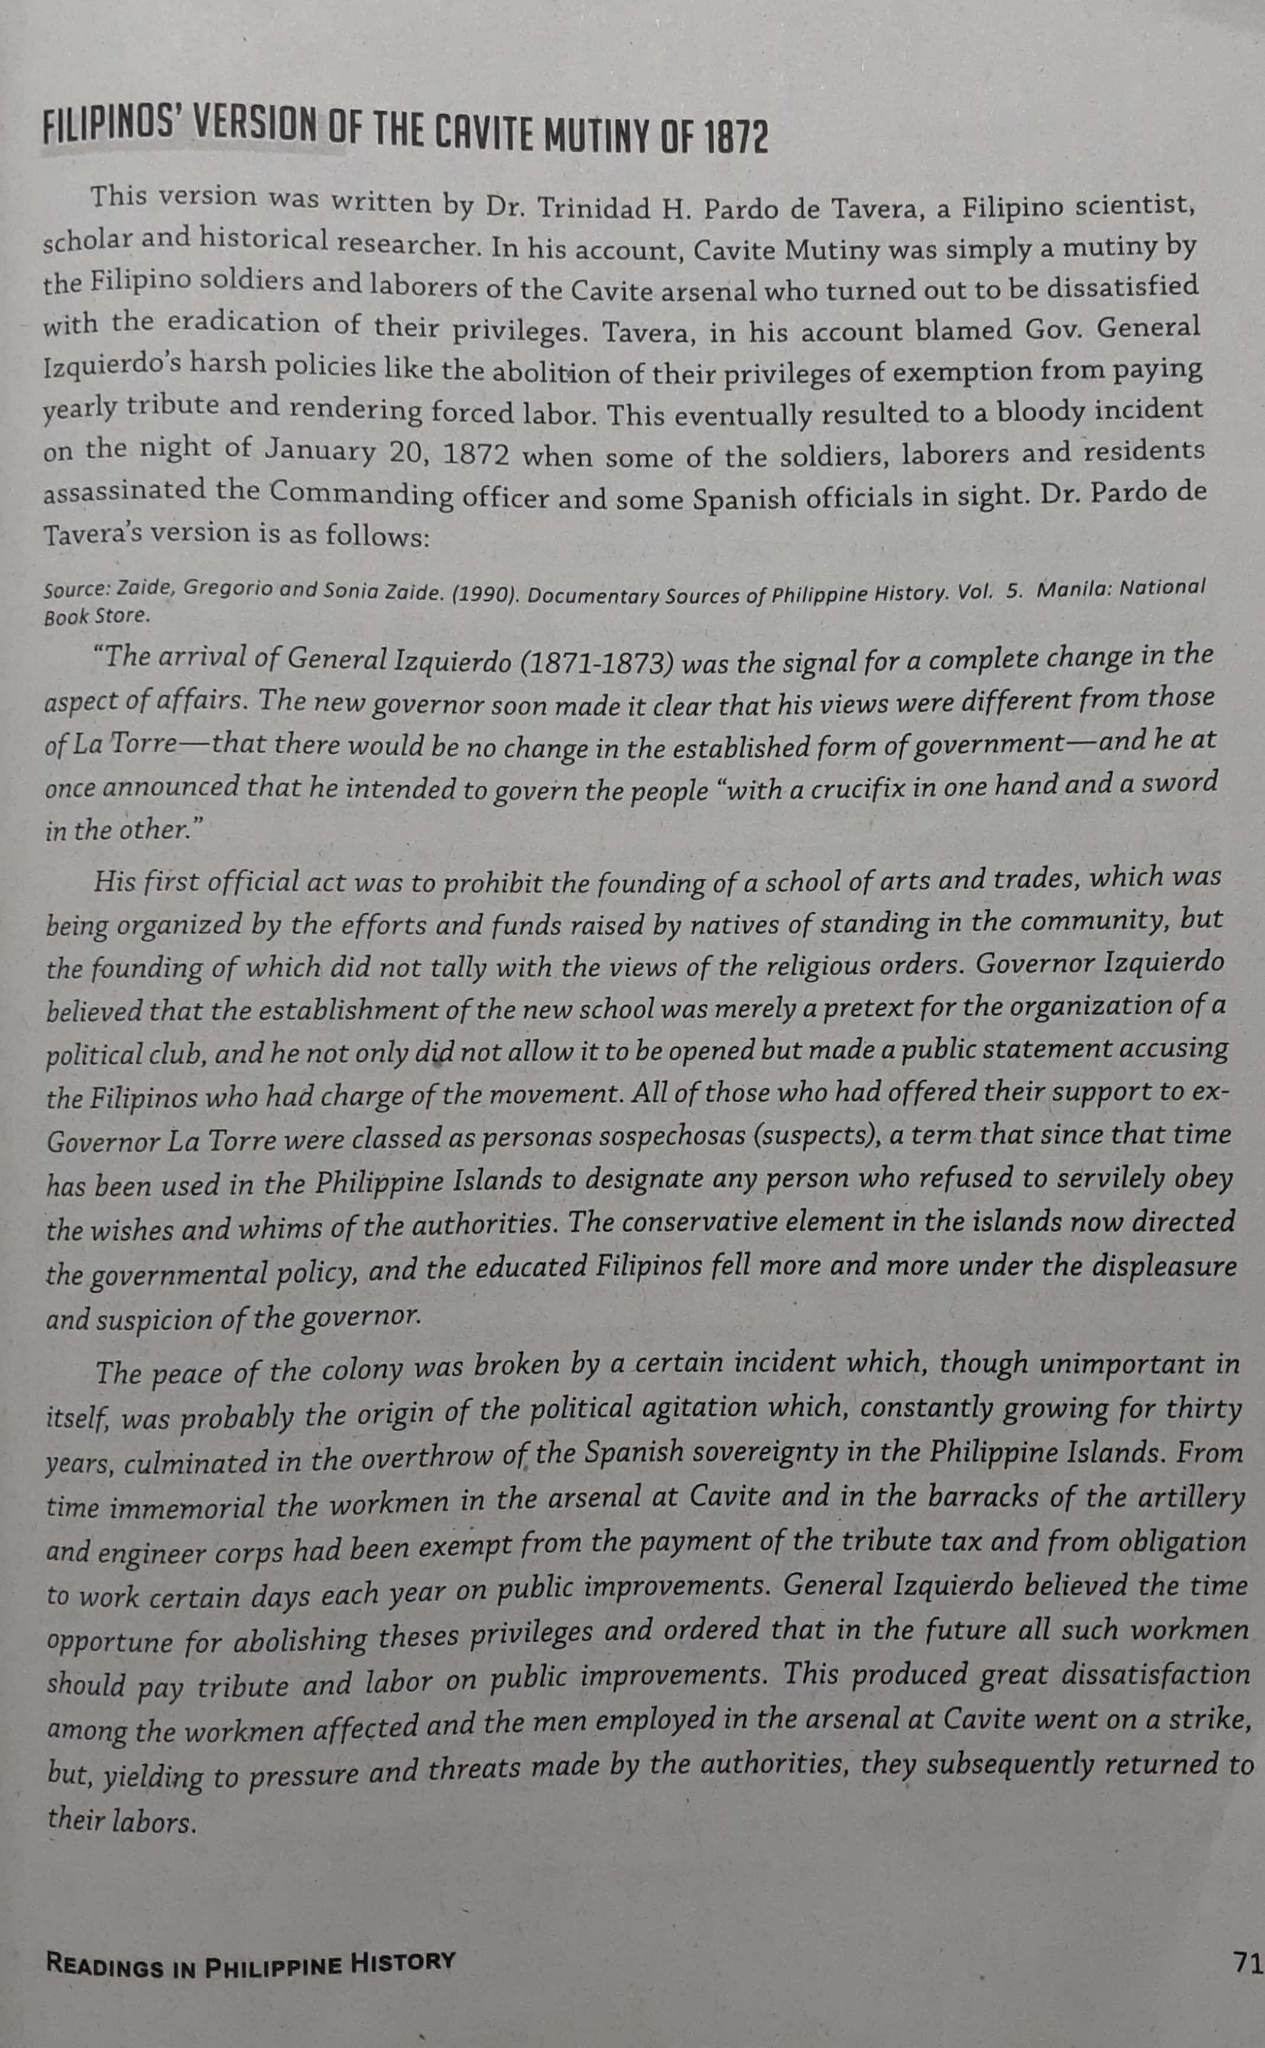 FILIPINOS' VERSION OF THE CAVITE MUTINY OF 1872
This version was written by Dr. Trinidad H. Pardo de Tavera, a Filipino scientist,
scholar and historical researcher. In his account, Cavite Mutiny was simply a mutiny by
the Filipino soldiers and laborers of the Cavite arsenal who turned out to be dissatisfied
with the eradication of their privileges. Tavera, in his account blamed Gov. General
Izquierdo's harsh policies like the abolition of their privileges of exemption from paying
yearly tribute and rendering forced labor. This eventually resulted to a bloody incident
on the night of January 20, 1872 when some of the soldiers, laborers and residents
assassinated the Commanding officer and some Spanish officials in sight. Dr. Pardo de
Tavera's version is as follows:
Source: Zaide, Gregorio and Sonia Zaide. (1990). Documentary Sources of Philippine History. Vol. 5. Manila: National
Book Store.
"The arrival of General Izquierdo (1871-1873) was the signal for a complete change in the
aspect of affairs. The new governor soon made it clear that his views were different from those
of La Torre—that there would be no change in the established form of government—and he at
once announced that he intended to govern the people "with a crucifix in one hand and a sword
in the other."
His first official act was to prohibit the founding of a school of arts and trades, which was
being organized by the efforts and funds raised by natives of standing in the community, but
the founding of which did not tally with the views of the religious orders. Governor Izquierdo
believed that the establishment of the new school was merely a pretext for the organization of a
political club, and he not only did not allow it to be opened but made a public statement accusing
the Filipinos who had charge of the movement. All of those who had offered their support to ex-
Governor La Torre were classed as personas sospechosas (suspects), a term that since that time
has been used in the Philippine Islands to designate any person who refused to servilely obey
the wishes and whims of the authorities. The conservative element in the islands now directed
the governmental policy, and the educated Filipinos fell more and more under the displeasure
and suspicion of the governor.
The peace of the colony was broken by a certain incident which, though unimportant in
itself, was probably the origin of the political agitation which, constantly growing for thirty
years, culminated in the overthrow of the Spanish sovereignty in the Philippine Islands. From
time immemorial the workmen in the arsenal at Cavite and in the barracks of the artillery
and engineer corps had been exempt from the payment of the tribute tax and from obligation
to work certain days each year on public improvements. General Izquierdo believed the time
opportune for abolishing theses privileges and ordered that in the future all such workmen
should pay tribute and labor on public improvements. This produced great dissatisfaction
among the workmen affected and the men employed in the arsenal at Cavite went on a strike,
but, yielding to pressure and threats made by the authorities, they subsequently returned to
their labors.
READINGS IN PHILIPPINE HISTORY
71